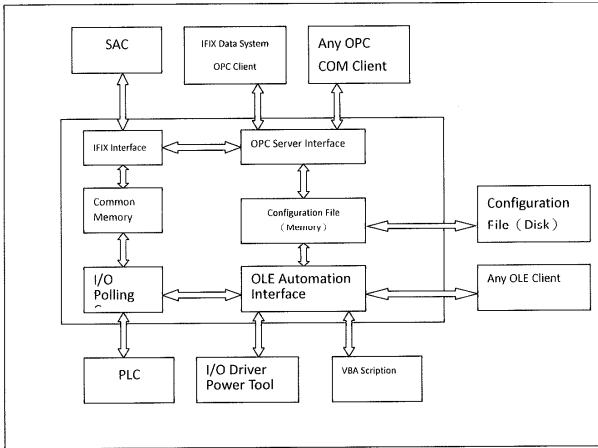 SAC
IFIX Data System
OPC Client
Any OPC
COM Client
IFIX Interface
OPC Server Interface
Common
Memory
Configuration File
（Memory）
Configuration
File（Disk）
I/O
Polling
OLE Automation
Interface
Any OLE Client
PLC
I/O Driver
Power Tool
VBA Scription